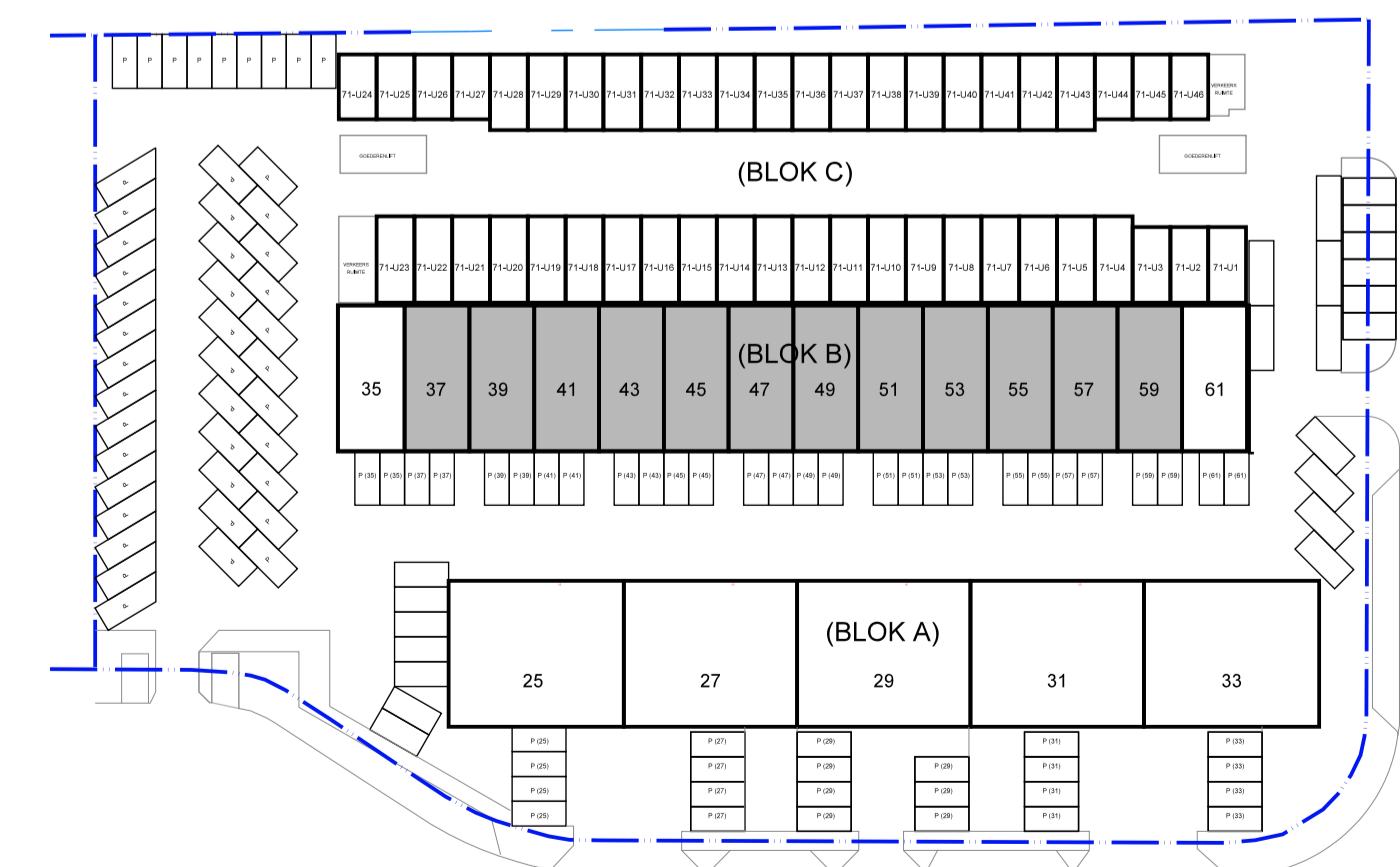 P P P P P P P P P
71-U24 71-U25 71-U26 71-U27 71-U28 71-U29 71-U30 71-U31 71-U32 71-U33 71-U34 71-U35 71-U36 71-U37 71-U38 71-U39 71-U40 71-U41 71-U42 71-U43 71-U44 71-U45 71-U46
VERKEERS
RUIMTE
GOEDERENLIFT
GOEDERENLIFT
(BLOK C)
VERKEERS
RUIMTE
71-U23 71-U22 71-U21 71-U20 71-U19 71-U18 71-U17 71-U16 71-U15 71-U14 71-U13 71-U12 71-U11 71-U10 71-U9 71-U8 71-U7 71-U6 71-U5 71-U4 71-U3 71-U2 71-U1
P P P P P P P P P P P P P P P
P P P P P P P P P P P
P P P P P P P P P P P
(BLOK B)
35 37 39 41 43 45 47 49 51 53 55 57 59 61
P (35) P (35) P (37) P (37) P (39) P (39) P (41) P (41) P (43) P (43) P (45) P (45) P (47) P (47) P (49) P (49) P (51) P (51) P (53) P (53) P (55) P (55) P (57) P (57) P (59) P (59) P (61) P (61)
(BLOK A)
25 27 29 31 33
P (25) P (27) P (29) P (31) P (33)
P (25) P (27) P (29) P (29) P (31) P (33)
P (25) P (27) P (29) P (29) P (31) P (33)
P (25) P (27) P (29) P (29) P (31) P (33)